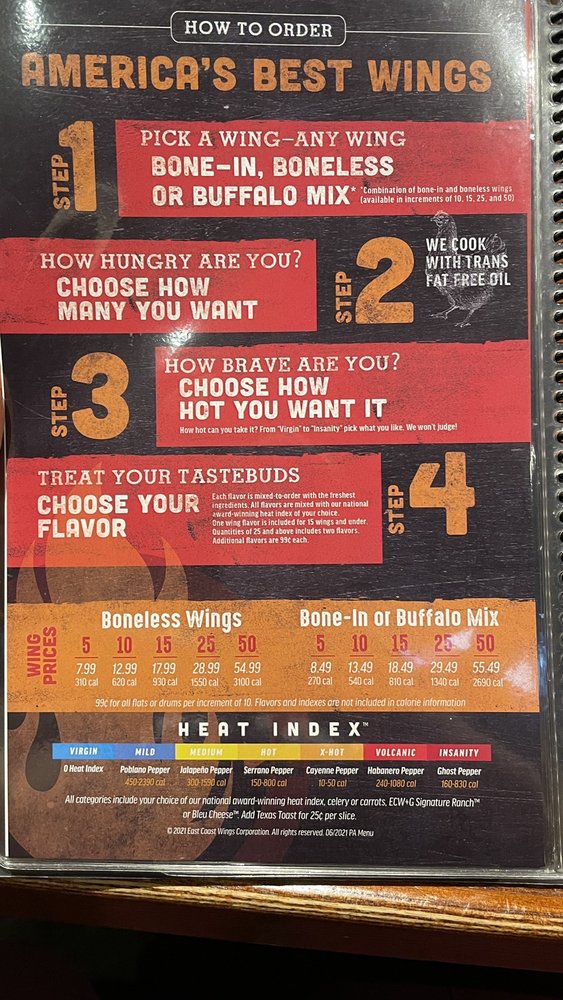 HOW TO ORDER
AMERICA'S BEST WINGS
STEP 1
PICK A WING—ANY WING
BONE-IN, BONELESS
OR BUFFALO MIX*
*Combination of bone-in and boneless wings
(available in increments of 10, 15, 25, and 50)
HOW HUNGRY ARE YOU?
CHOOSE HOW
MANY YOU WANT
STEP 2
WE COOK
WITH TRANS
FAT FREE OIL
STEP 3
HOW BRAVE ARE YOU?
CHOOSE HOW
HOT YOU WANT IT
How hot can you take it? From "Virgin" to "Insanity" pick what you like. We won't judge!
TREAT YOUR TASTEBUDS
CHOOSE YOUR
FLAVOR
Each flavor is mixed-to-order with the freshest
ingredients. All flavors are mixed with our national
award-winning heat index of your choice.
One wing flavor is included for 15 wings and under.
Quantities of 25 and above includes two flavors.
Additional flavors are 99¢ each.
STEP 4
WING
PRICES
Boneless Wings
5 10 15 25 50
7.99 12.99 17.99 28.99 54.99
310 cal 620 cal 930 cal 1550 cal 3100 cal
Bone-In or Buffalo Mix
5 10 15 25 50
8.49 13.49 18.49 29.49 55.49
270 cal 540 cal 810 cal 1340 cal 2690 cal
99¢ for all flats or drums per increment of 10. Flavors and indexes are not included in calorie information
HEAT INDEX™
VIRGIN MILD MEDIUM HOT X-HOT VOLCANIC INSANITY
0 Heat Index Poblano Pepper Jalapeño Pepper Serrano Pepper Cayenne Pepper Habanero Pepper Ghost Pepper
450-2390 cal 300-1590 cal 150-800 cal 10-50 cal 240-1080 cal 160-830 cal
All categories include your choice of our national award-winning heat index, celery or carrots, ECW+G Signature Ranch™
or Bleu Cheese™. Add Texas Toast for 25¢ per slice.
© 2021 East Coast Wings Corporation. All rights reserved. 06/2021 PA Menu